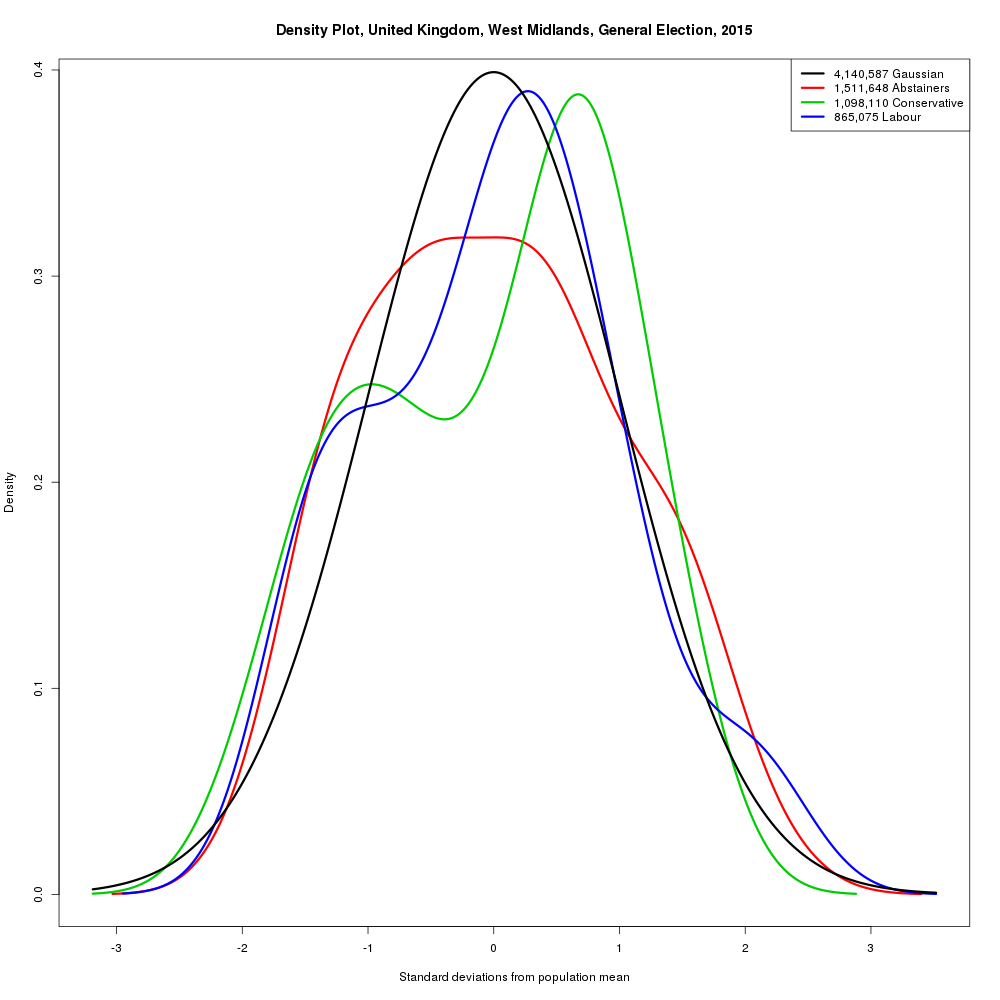 Density Plot, United Kingdom, West Midlands, General Election, 2015
4,140,587 Gaussian
1,511,648 Abstainers
1,098,110 Conservative
865,075 Labour
0.4
0.3
0.2
0.1
0.0
Density
-3 -2 -1 0 1 2 3
Standard deviations from population mean